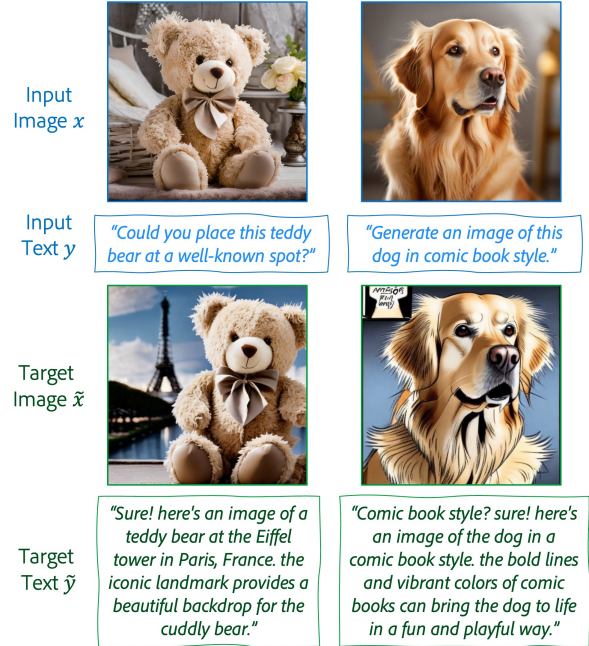 Input
Image x
Input
Text y
“Could you place this teddy
bear at a well-known spot?”
“Generate an image of this
dog in comic book style.”
Target
Image x̃
Target
Text ỹ
“Sure! here's an image of a
teddy bear at the Eiffel
tower in Paris, France. the
iconic landmark provides a
beautiful backdrop for the
cuddly bear.”
“Comic book style? sure! here's
an image of the dog in a
comic book style. the bold lines
and vibrant colors of comic
books can bring the dog to life
in a fun and playful way.”